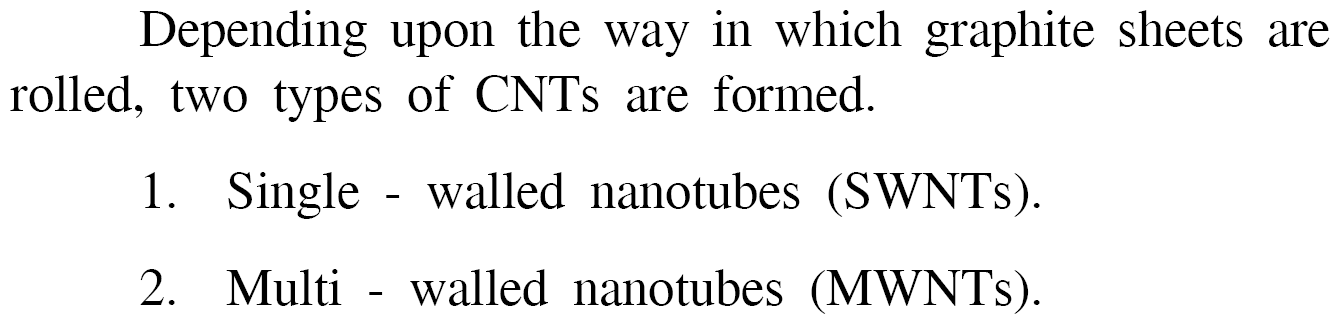 Depending upon the way in which graphite sheets are
rolled, two types of CNTs are formed.
1. Single - walled nanotubes (SWNTs).
2. Multi - walled nanotubes (MWNTs).